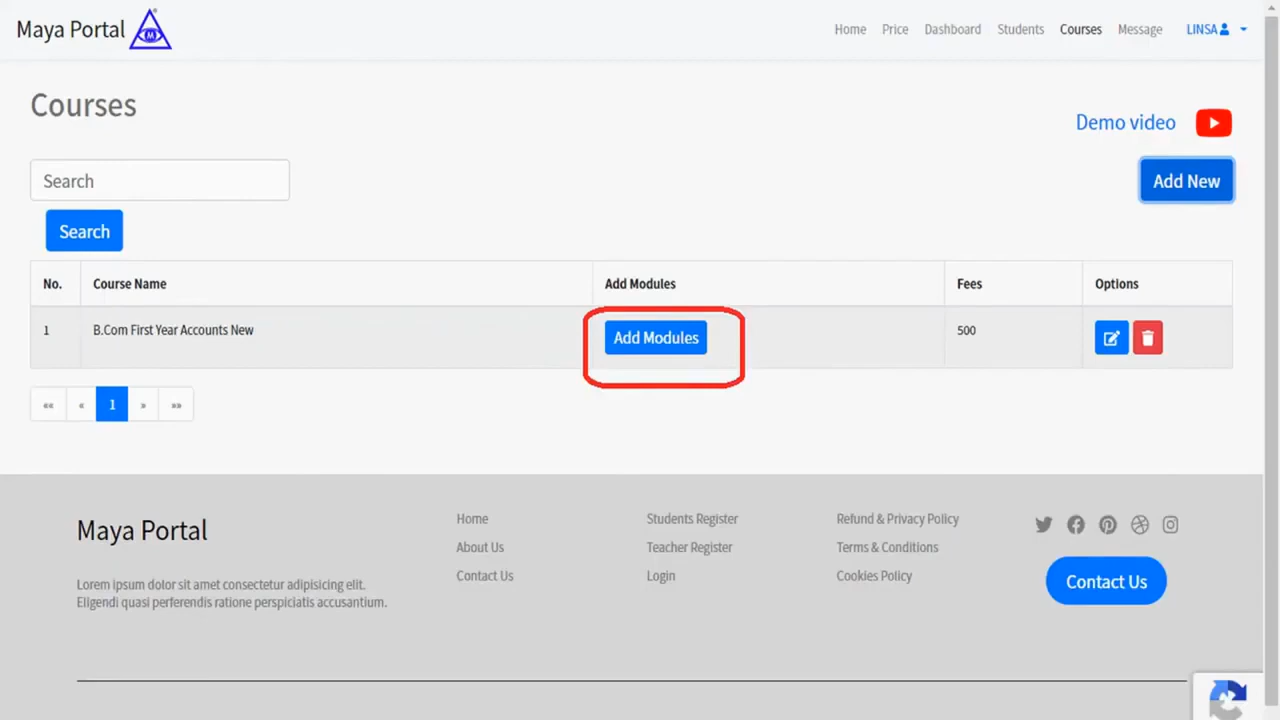 Maya Portal
M
Home Price Dashboard Students Courses Message LINSA
Courses
Demo video
Search
Add New
Search
No. Course Name Add Modules Fees Options
1 B.Com First Year Accounts New Add Modules 500
«« « 1 » »»
Maya Portal
Lorem ipsum dolor sit amet consectetur adipisicing elit.
Eligendi quasi perferendis ratione perspiciatis accusantium.
Home
About Us
Contact Us
Students Register
Teacher Register
Login
Refund & Privacy Policy
Terms & Conditions
Cookies Policy
Contact Us